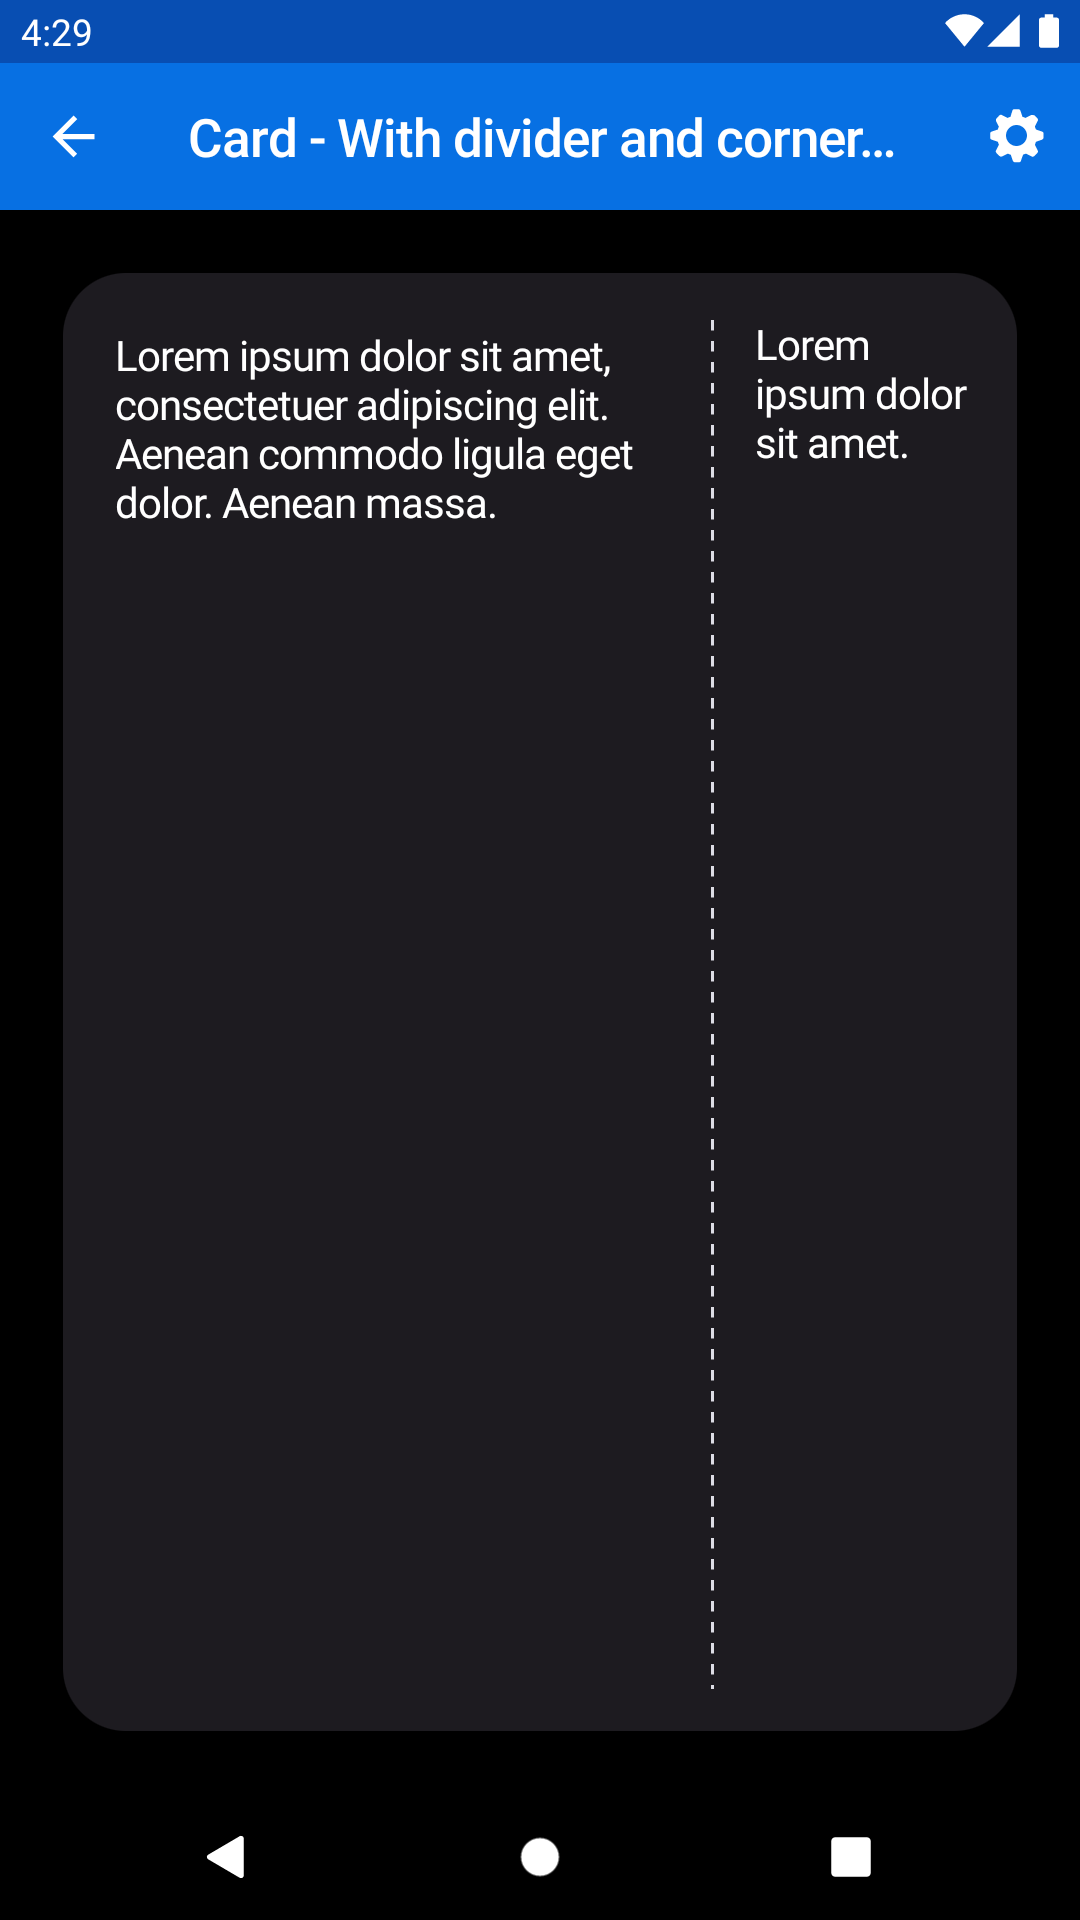 4:29
Card - With divider and corner...
Lorem ipsum dolor sit amet,
consectetuer adipiscing elit.
Aenean commodo ligula eget
dolor. Aenean massa.
Lorem
ipsum dolor
sit amet.